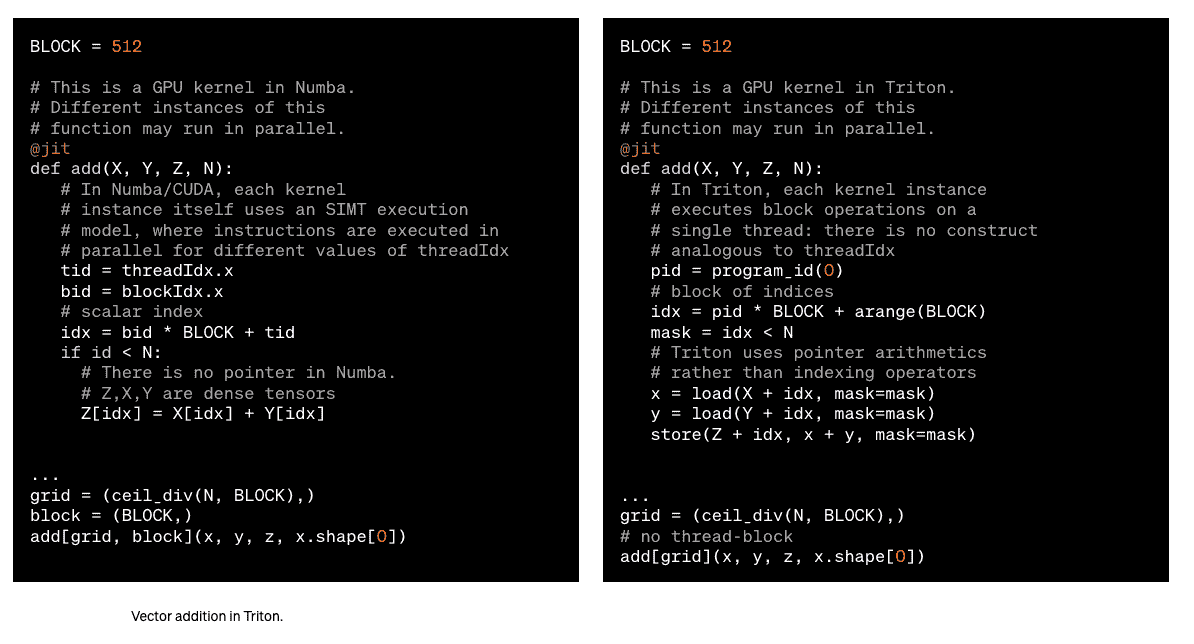 BLOCK = 512
# This is a GPU kernel in Numba.
# Different instances of this
# function may run in parallel.
@jit
def add(X, Y, Z, N):
   # In Numba/CUDA, each kernel
   # instance itself uses an SIMT execution
   # model, where instructions are executed in
   # parallel for different values of threadIdx
   tid = threadIdx.x
   bid = blockIdx.x
   # scalar index
   idx = bid * BLOCK + tid
   if id < N:
     # There is no pointer in Numba.
     # Z,X,Y are dense tensors
     Z[idx] = X[idx] + Y[idx]
...
grid = (ceil_div(N, BLOCK),)
block = (BLOCK,)
add[grid, block](x, y, z, x.shape[0])
BLOCK = 512
# This is a GPU kernel in Triton.
# Different instances of this
# function may run in parallel.
@jit
def add(X, Y, Z, N):
   # In Triton, each kernel instance
   # executes block operations on a
   # single thread: there is no construct
   # analogous to threadIdx
   pid = program_id(0)
   # block of indices
   idx = pid * BLOCK + arange(BLOCK)
   mask = idx < N
   # Triton uses pointer arithmetics
   # rather than indexing operators
   x = load(X + idx, mask=mask)
   y = load(Y + idx, mask=mask)
   store(Z + idx, x + y, mask=mask)
...
grid = (ceil_div(N, BLOCK),)
# no thread-block
add[grid](x, y, z, x.shape[0])
Vector addition in Triton.